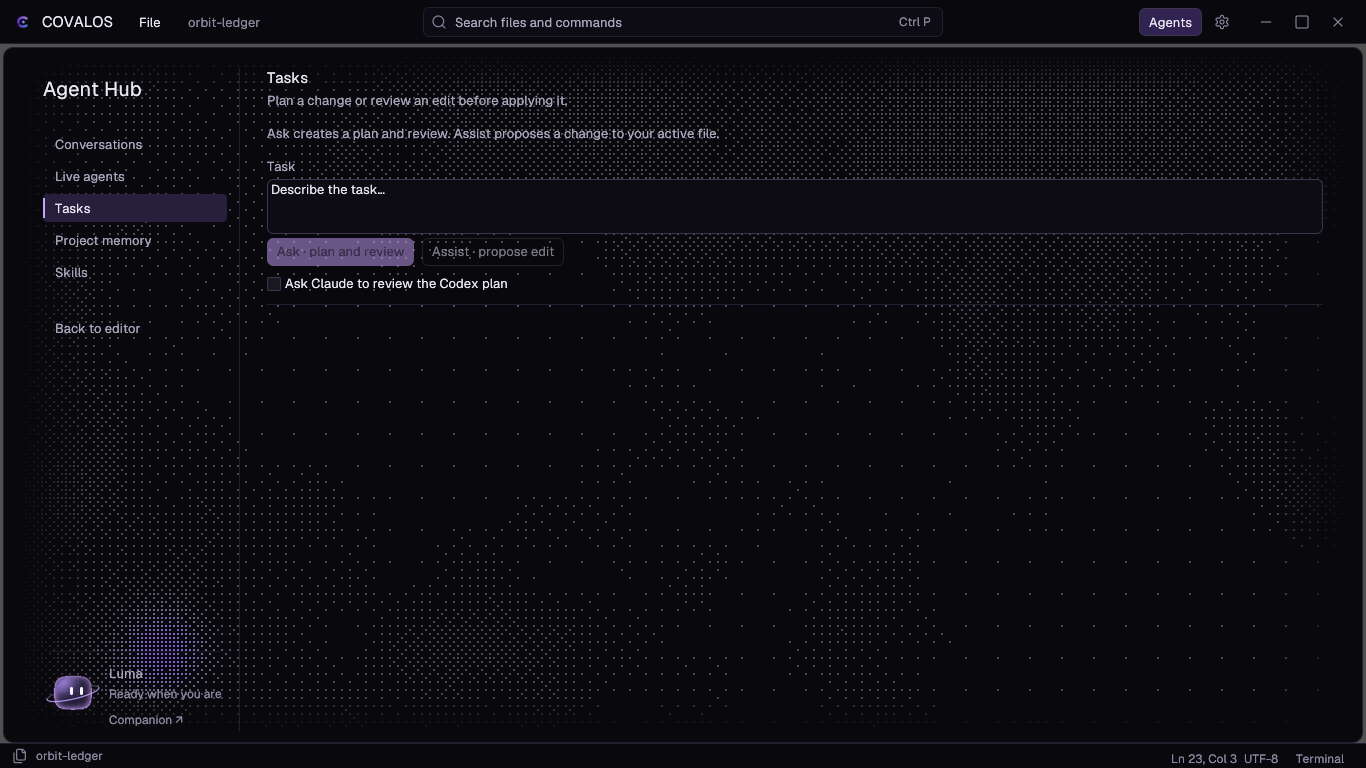 COVALOS File orbit-ledger Search files and commands Ctrl P Agents
Agent Hub
Conversations
Live agents
Tasks
Project memory
Skills
Back to editor
Luma
Ready when you are
Companion ↗
Tasks
Plan a change or review an edit before applying it.
Ask creates a plan and review. Assist proposes a change to your active file.
Task
Describe the task…
Ask · plan and review Assist · propose edit
Ask Claude to review the Codex plan
orbit-ledger Ln 23, Col 3 UTF-8 Terminal